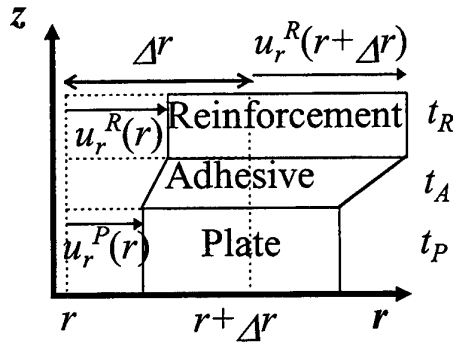 z
Δr
u_r^R(r+Δr)
u_r^R(r)
Reinforcement
t_R
Adhesive
t_A
u_r^P(r)
Plate
t_P
r
r+Δr
r